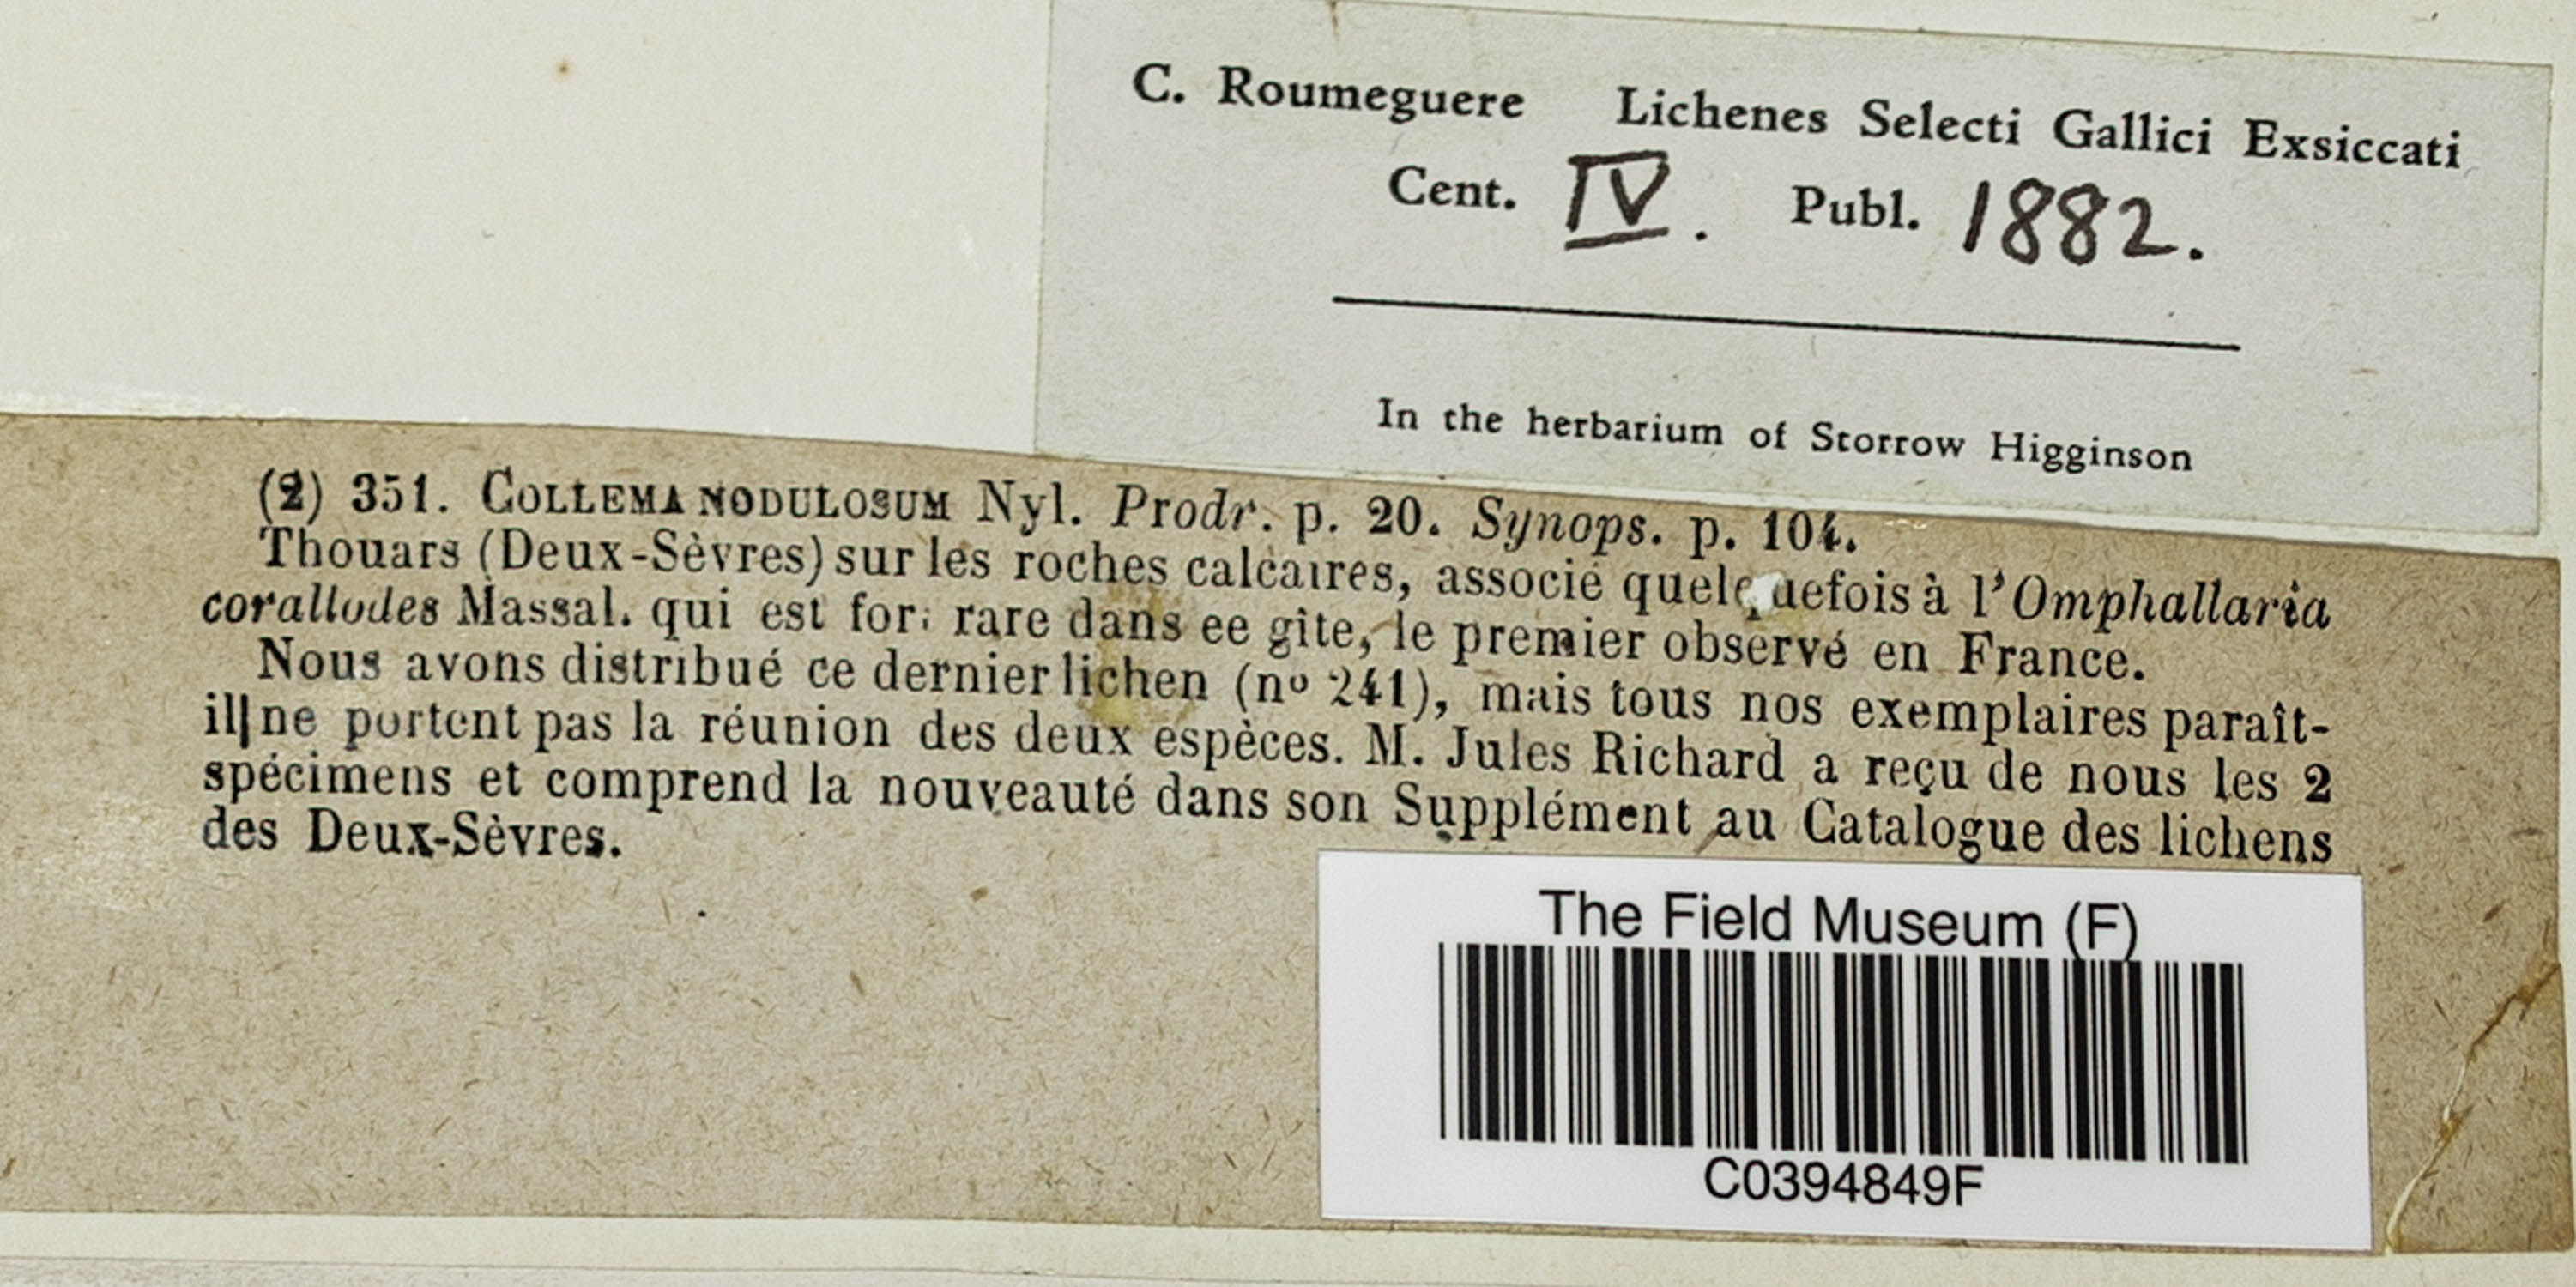 C. Roumeguere Lichenes Selecti Gallici Exsiccati
Cent. IV. Publ. 1882.
In the herbarium of Storrow Higginson
(2) 351. COLLEMA NODULOSUM Nyl. Prodr. p. 20. Synops. p. 104.
Thouars (Deux-Sèvres) sur les roches calcaires, associé quelquefois à l'Omphallaria
corallodes Massal. qui est fort rare dans ee gîte, le premier observé en France.
Nous avons distribué ce dernier lichen (nº 241), mais tous nos exemplaires paraît-
il ne portent pas la réunion des deux espèces. M. Jules Richard a reçu de nous les 2
spécimens et comprend la nouveauté dans son Supplément au Catalogue des lichens
des Deux-Sèvres.
The Field Museum (F)
C0394849F